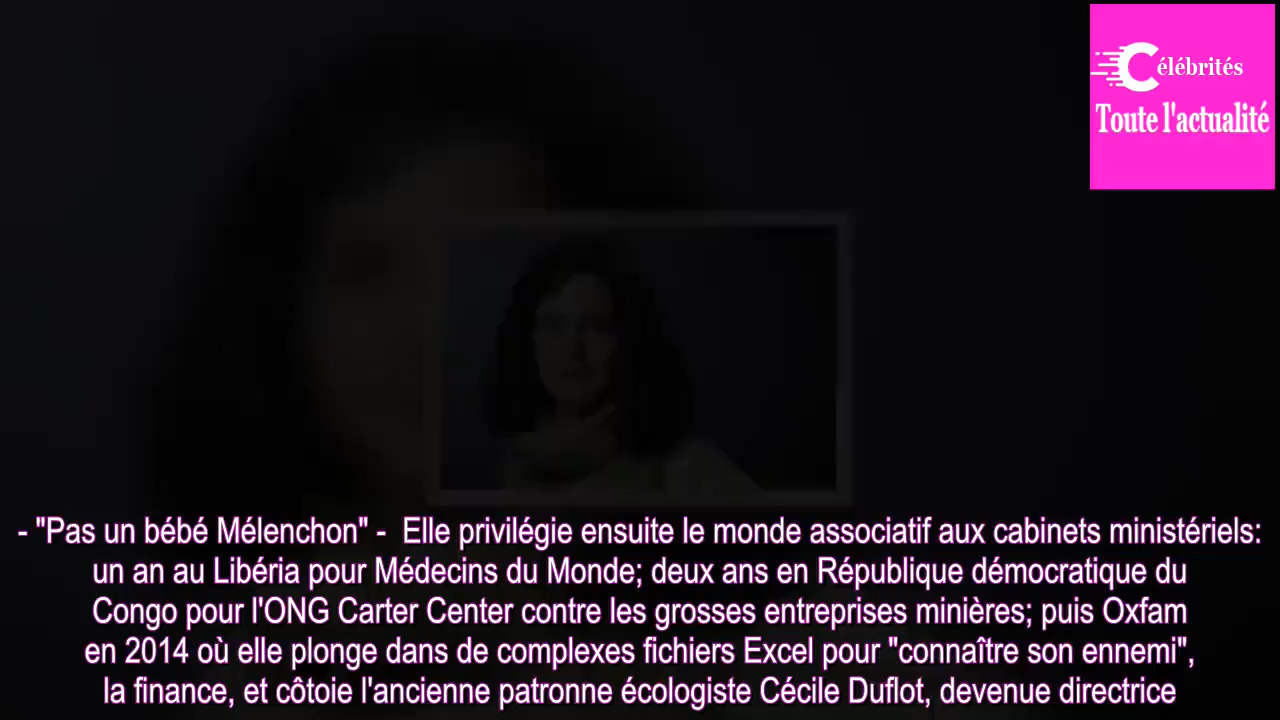 Célébrités
Toute l'actualité
- "Pas un bébé Mélenchon" - Elle privilégie ensuite le monde associatif aux cabinets ministériels:
un an au Libéria pour Médecins du Monde; deux ans en République démocratique du
Congo pour l'ONG Carter Center contre les grosses entreprises minières; puis Oxfam
en 2014 où elle plonge dans de complexes fichiers Excel pour "connaître son ennemi",
la finance, et côtoie l'ancienne patronne écologiste Cécile Duflot, devenue directrice